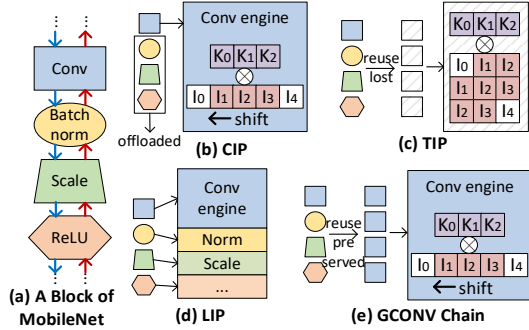 Conv
Batch
norm
Scale
ReLU
(a) A Block of
MobileNet
offloaded
Conv engine
K0 K1 K2
I0 I1 I2 I3 I4
shift
(b) CIP
reuse
lost
K0 K1 K2
I0 I1 I2
I1 I2 I3
I2 I3 I4
(c) TIP
Conv
engine
Norm
Scale
...
(d) LIP
reuse
pre
served
Conv engine
K0 K1 K2
I0 I1 I2 I3 I4
shift
(e) GCONV Chain